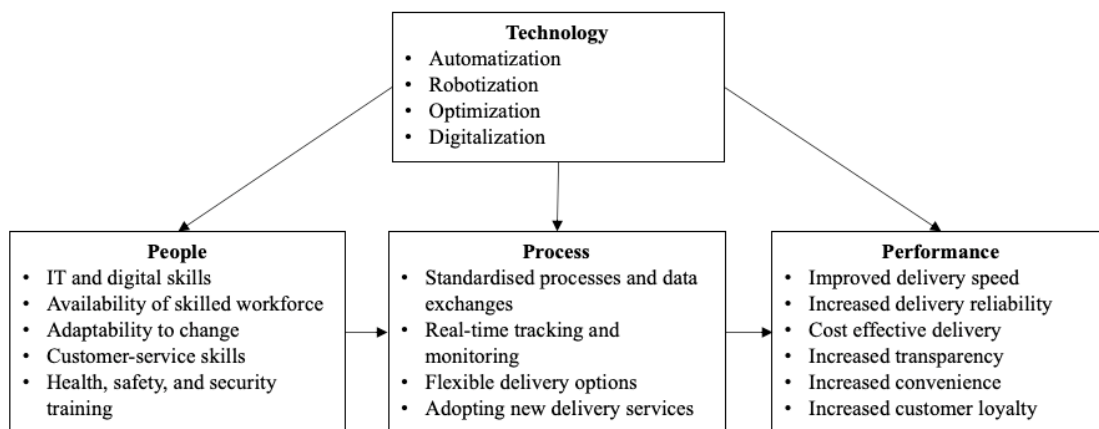 Technology
• Automatization
• Robotization
• Optimization
• Digitalization
People
• IT and digital skills
• Availability of skilled workforce
• Adaptability to change
• Customer-service skills
• Health, safety, and security
training
Process
• Standardised processes and data
exchanges
• Real-time tracking and
monitoring
• Flexible delivery options
• Adopting new delivery services
Performance
• Improved delivery speed
• Increased delivery reliability
• Cost effective delivery
• Increased transparency
• Increased convenience
• Increased customer loyalty